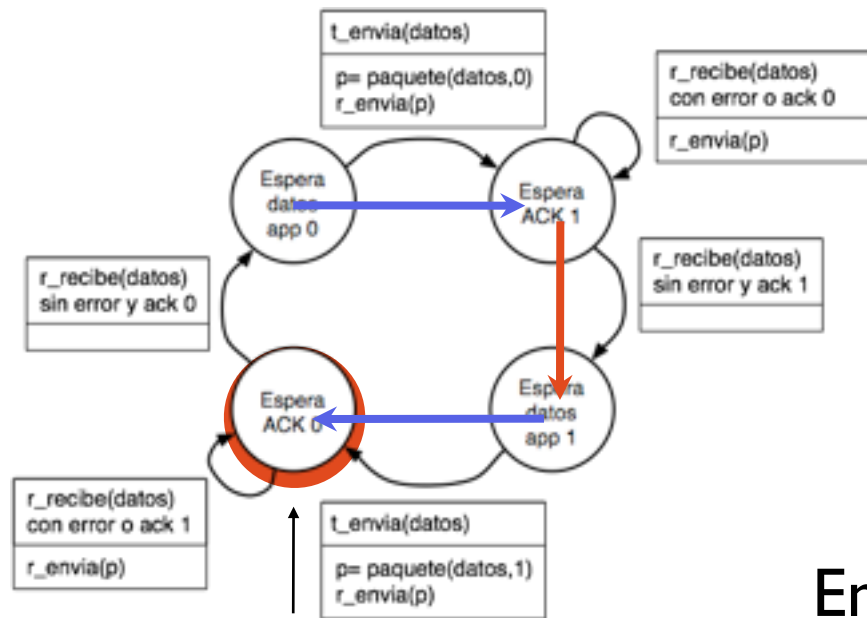 t_envia(datos)
p= paquete(datos,0)
r_envia(p)
r_recibe(datos)
con error o ack 0
r_envia(p)
Espera
datos
app 0
Espera
ACK 1
r_recibe(datos)
sin error y ack 0
r_recibe(datos)
sin error y ack 1
Espera
ACK 0
Espera
datos
app 1
r_recibe(datos)
con error o ack 1
r_envia(p)
t_envia(datos)
p= paquete(datos,1)
r_envia(p)